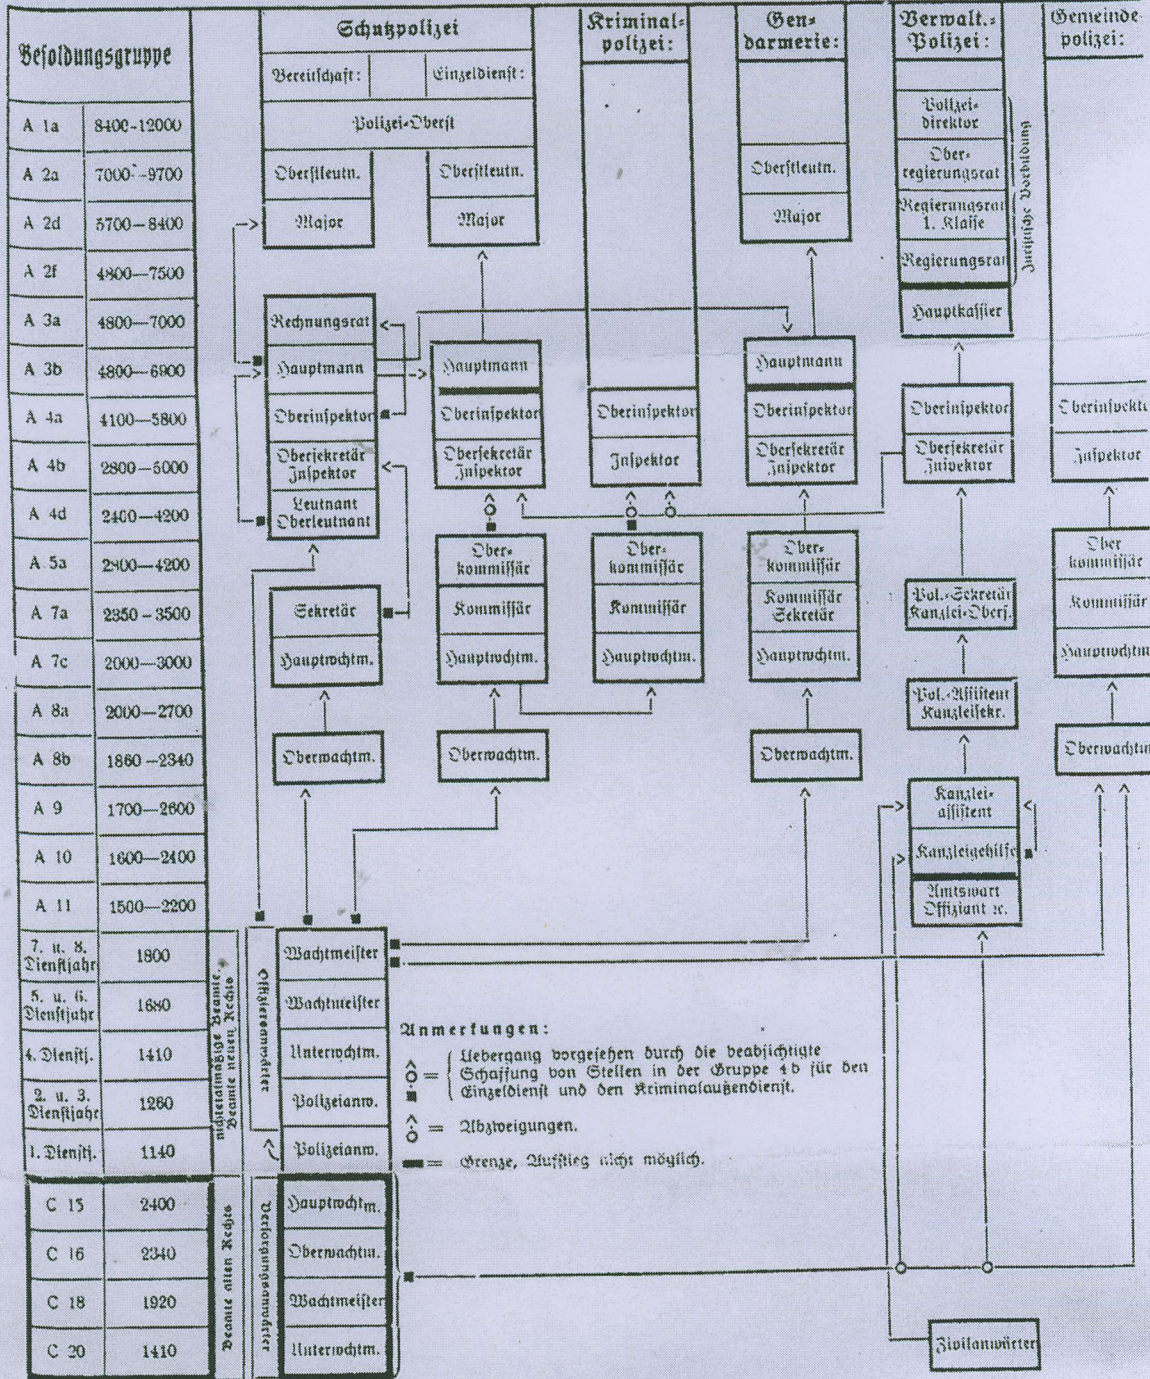 Besoldungsgruppe
Schutzpolizei
Bereitschaft:
Einzeldienst:
Kriminal-
polizei:
Gen-
darmerie:
Verwalt.-
Polizei:
Gemeinde-
polizei:
A 1a 8400-12000
Polizei-Oberst
Polizei-
direktor
A 2a 7000-9700
Oberstleutn.
Oberstleutn.
Oberstleutn.
Ober-
regierungsrat
A 2d 5700—8400
Major
Major
Major
Regierungsrat
1. Klasse
A 2f 4800—7500
Regierungsrat
Juristische Vorbildung
A 3a 4800—7000
Rechnungsrat
Hauptkassier
A 3b 4800—6900
Hauptmann
Hauptmann
Hauptmann
A 4a 4100—5800
Oberinspektor
Oberinspektor
Oberinspektor
Oberinspektor
Oberinspektor
Oberinspekto
A 4b 2800—5000
Obersekretär
Inspektor
Obersekretär
Inspektor
Inspektor
Obersekretär
Inspektor
Obersekretär
Inspektor
Inspektor
A 4d 2400—4200
Leutnant
Oberleutnant
A 5a 2800—4200
Ober-
kommissär
Ober-
kommissär
Ober-
kommissär
Ober
kommissär
A 7a 2350—3500
Sekretär
Kommissär
Kommissär
Kommissär
Sekretär
Pol.-Sekretär
Kanzlei-Obers.
Kommissär
A 7c 2000—3000
Hauptwchtm.
Hauptwchtm.
Hauptwchtm.
Hauptwchtm.
Hauptwchtm
A 8a 2000—2700
Pol.-Assistent
Kanzleisekr.
A 8b 1860—2340
Oberwachtm.
Oberwachtm.
Oberwachtm.
Oberwachtm
A 9 1700—2600
Kanzlei-
assistent
A 10 1600—2400
Kanzleigehilfe
A 11 1500—2200
Amtswart
Offiziant ec.
7. u. 8.
Dienstjahr 1800
Wachtmeister
5. u. 6.
Dienstjahr 1680
Wachtmeister
4. Dienstj. 1410
Unterwchtm.
2. u. 3.
Dienstjahr 1260
Polizeianw.
1. Dienstj. 1140
Polizeianw.
nichtetatmäßige Beamte.
Beamte neuen Rechts
Offiziersanwärter
Anmerkungen:
= Uebergang vorgesehen durch die beabsichtigte
Schaffung von Stellen in der Gruppe 4b für den
Einzeldienst und den Kriminalaußendienst.
= Abzweigungen.
= Grenze, Aufstieg nicht möglich.
C 15 2400
Hauptwchtm.
C 16 2340
Oberwachtm.
C 18 1920
Wachtmeister
C 20 1410
Unterwchtm.
Beamte alten Rechts
Versorgungsanwärter
Zivilanwärter